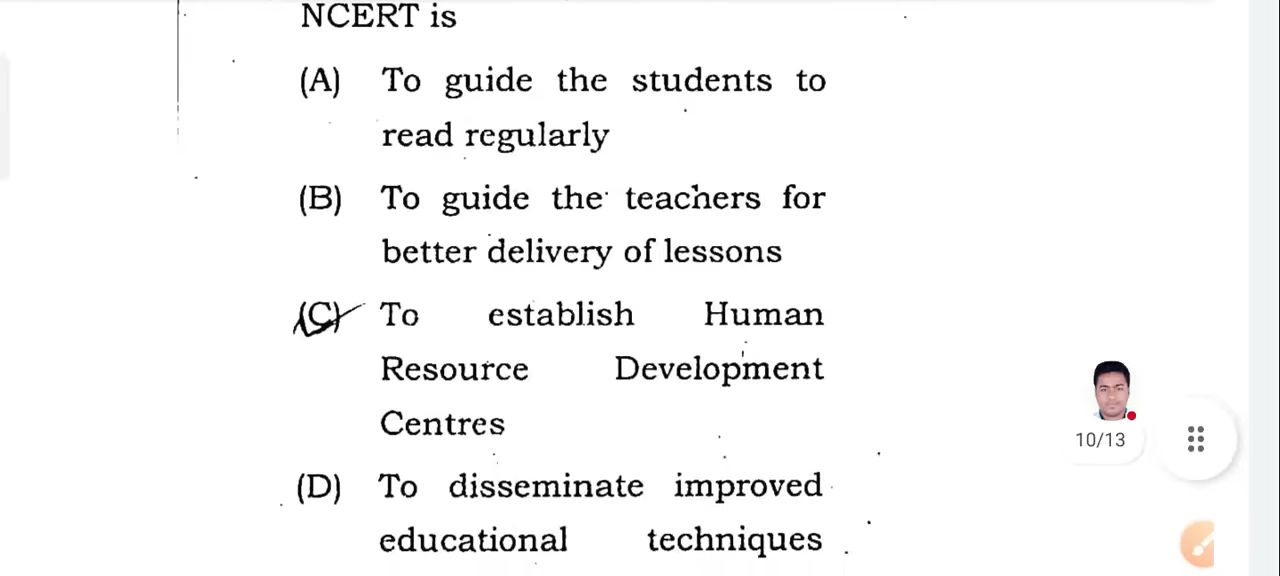 NCERT is
(A) To guide the students to
read regularly
(B) To guide the teachers for
better delivery of lessons
(C) To establish Human
Resource Development
Centres
(D) To disseminate improved
educational techniques
10/13